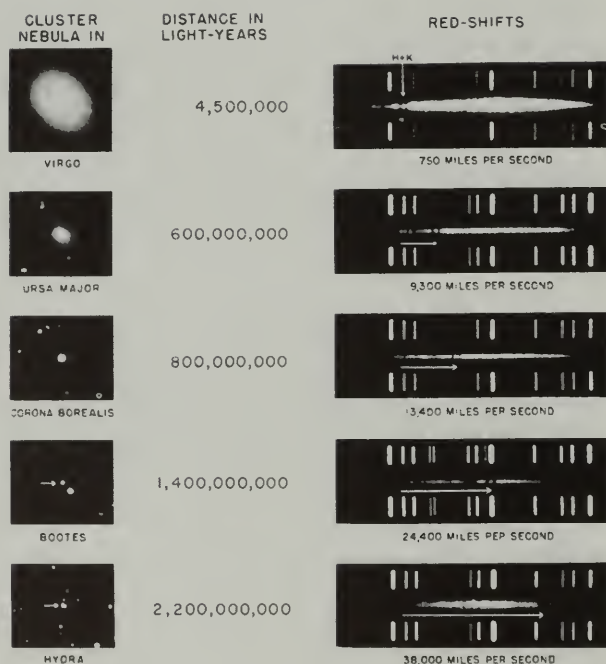 CLUSTER NEBULA IN
DISTANCE IN LIGHT-YEARS
RED-SHIFTS
H+K
4,500,000
VIRGO
750 MILES PER SECOND
600,000,000
URSA MAJOR
9,300 MILES PER SECOND
800,000,000
CORONA BOREALIS
13,400 MILES PER SECOND
1,400,000,000
BOOTES
24,400 MILES PER SECOND
2,200,000,000
HYDRA
38,000 MILES PER SECOND